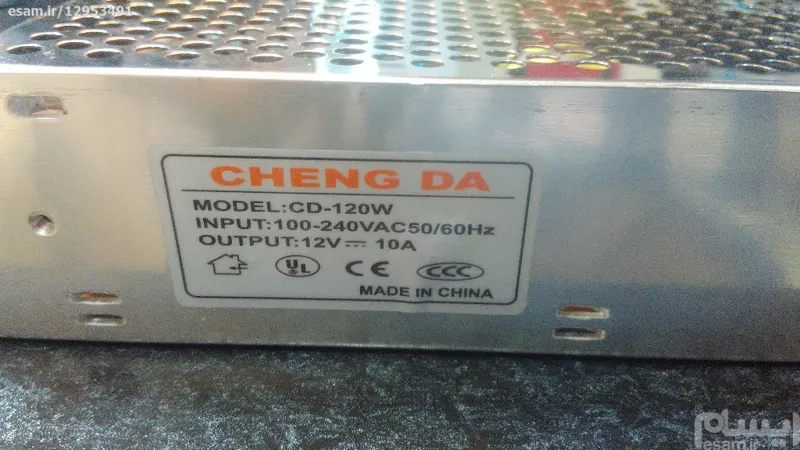 esam.ir/12953491
CHENG DA
MODEL:CD-120W
INPUT:100-240VAC50/60Hz
OUTPUT:12V⎓ 10A
UL CE CCC
MADE IN CHINA
ایسام
esam.ir